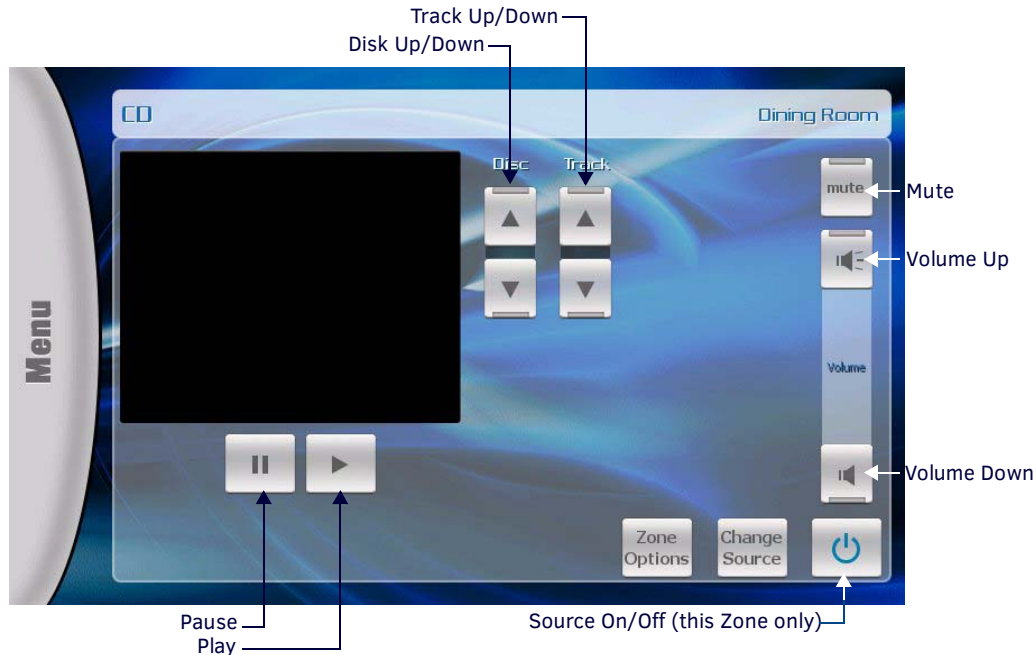 Track Up/Down
Disk Up/Down
CD
Dining Room
Disc
Track
mute
Mute
Volume Up
Menu
Volume
Volume Down
Zone
Options
Change
Source
Pause
Source On/Off (this Zone only)
Play